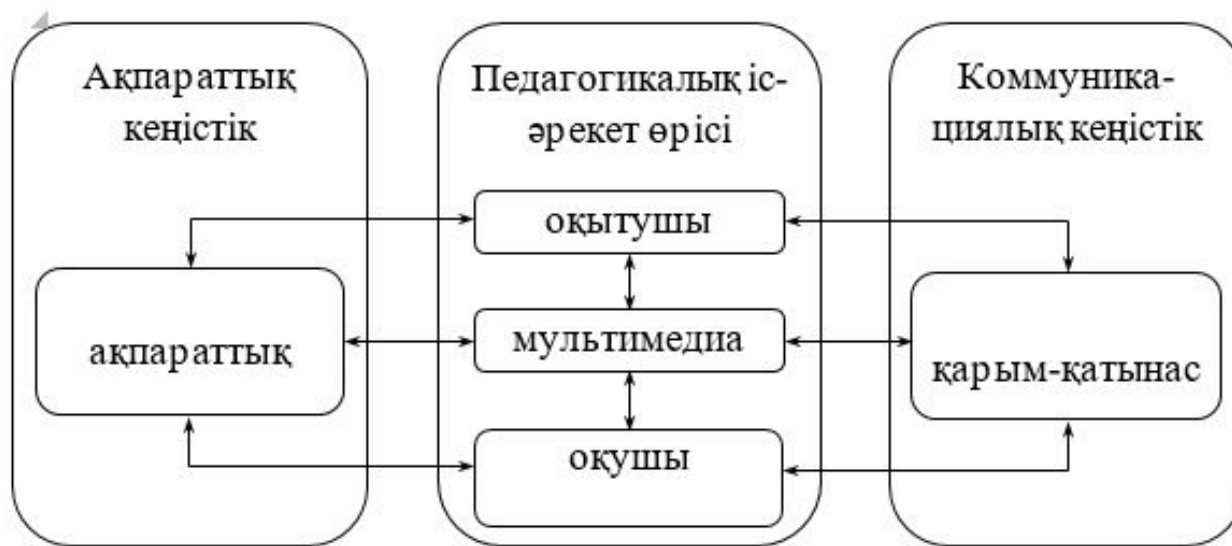 Ақпараттық
кеңістік
Педагогикалық іс-
әрекет өрісі
Коммуника-
циялық кеңістік
оқытушы
ақпараттық
мультимедиа
қарым-қатынас
оқушы